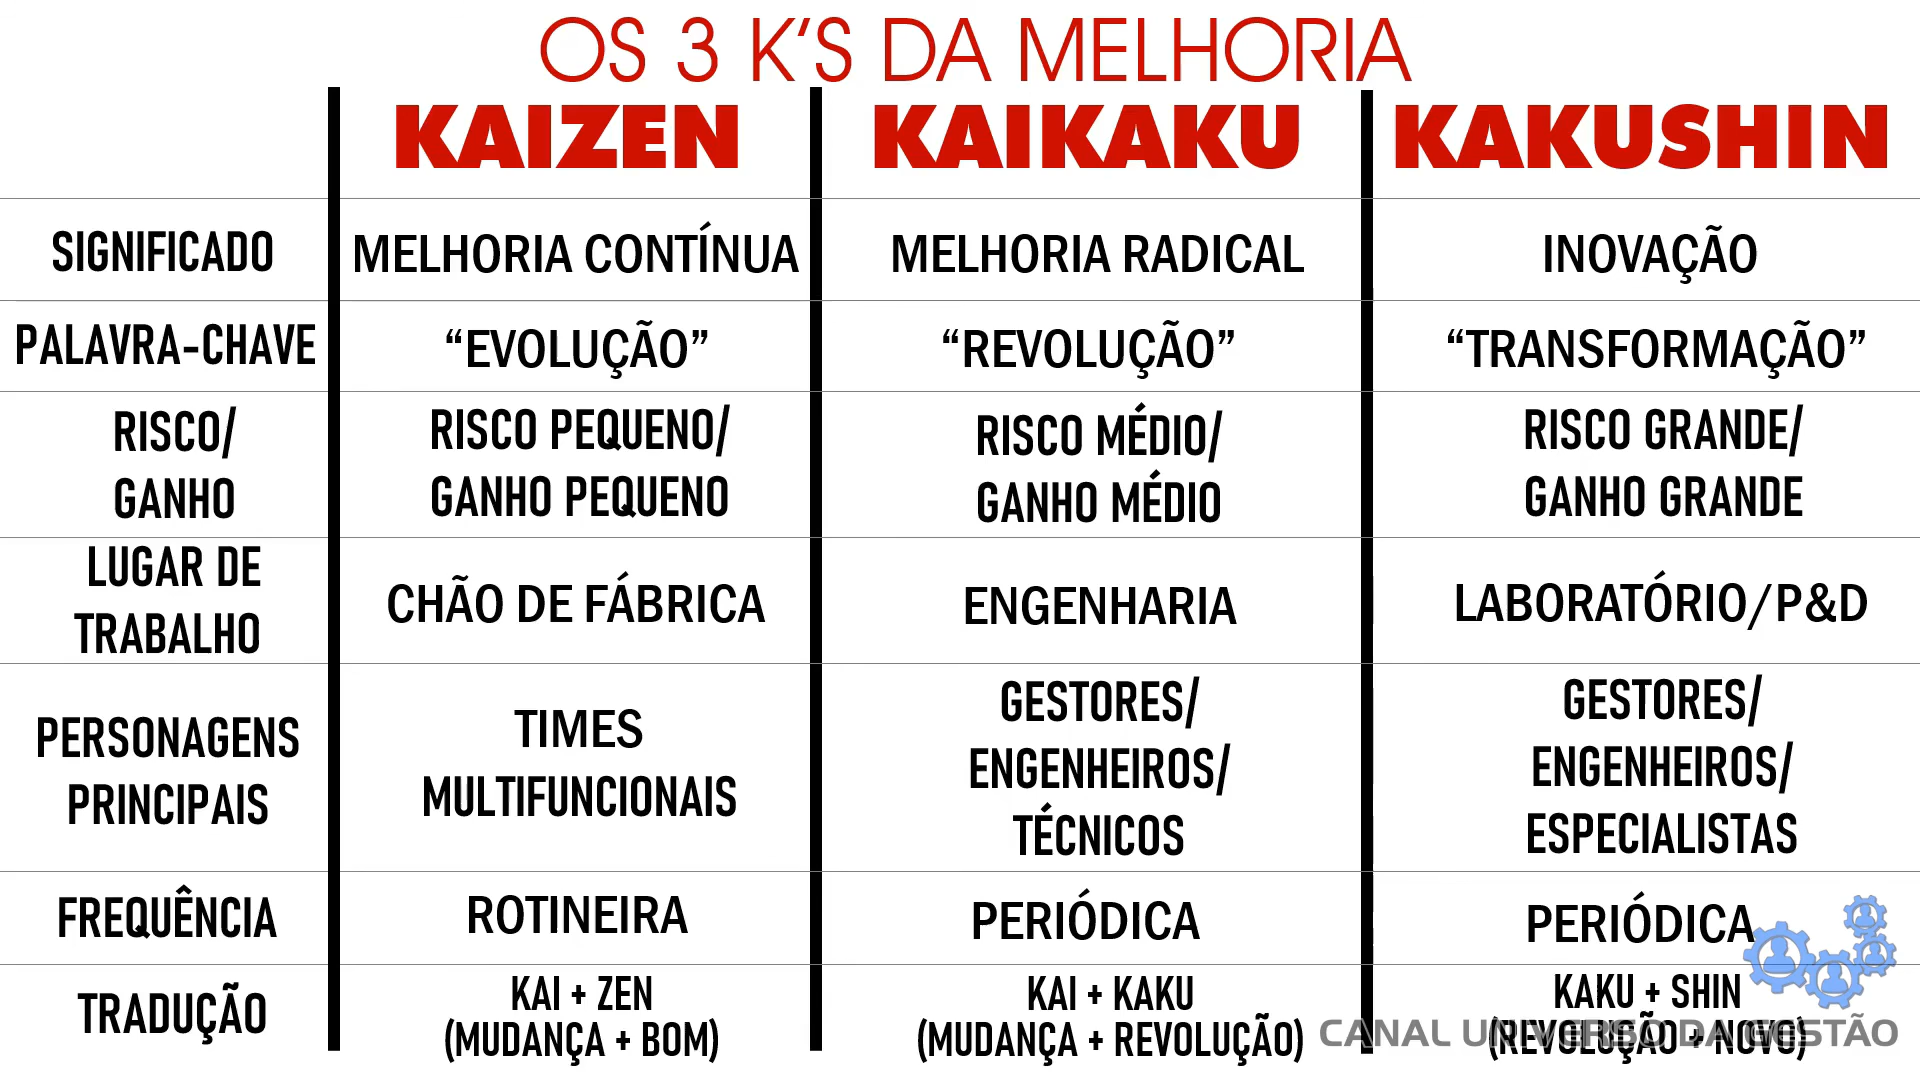 OS 3 K'S DA MELHORIA
KAIZEN KAIKAKU KAKUSHIN
SIGNIFICADO MELHORIA CONTÍNUA MELHORIA RADICAL INOVAÇÃO
PALAVRA-CHAVE “EVOLUÇÃO” “REVOLUÇÃO” “TRANSFORMAÇÃO”
RISCO/
GANHO
RISCO PEQUENO/
GANHO PEQUENO
RISCO MÉDIO/
GANHO MÉDIO
RISCO GRANDE/
GANHO GRANDE
LUGAR DE
TRABALHO
CHÃO DE FÁBRICA ENGENHARIA LABORATÓRIO/P&D
PERSONAGENS
PRINCIPAIS
TIMES
MULTIFUNCIONAIS
GESTORES/
ENGENHEIROS/
TÉCNICOS
GESTORES/
ENGENHEIROS/
ESPECIALISTAS
FREQUÊNCIA ROTINEIRA PERIÓDICA PERIÓDICA
TRADUÇÃO
KAI + ZEN
(MUDANÇA + BOM)
KAI + KAKU
(MUDANÇA + REVOLUÇÃO)
KAKU + SHIN
(REVOLUÇÃO + NOVO)
CANAL UNIVERSO DA GESTÃO